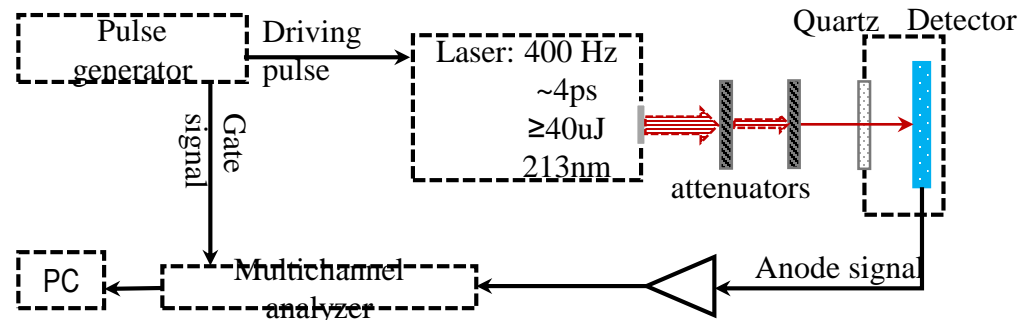 Pulse
generator
Driving
pulse
Gate
signal
Laser: 400 Hz
~4ps
≥40uJ
213nm
attenuators
Quartz
Detector
PC
Multichannel
analyzer
Anode signal